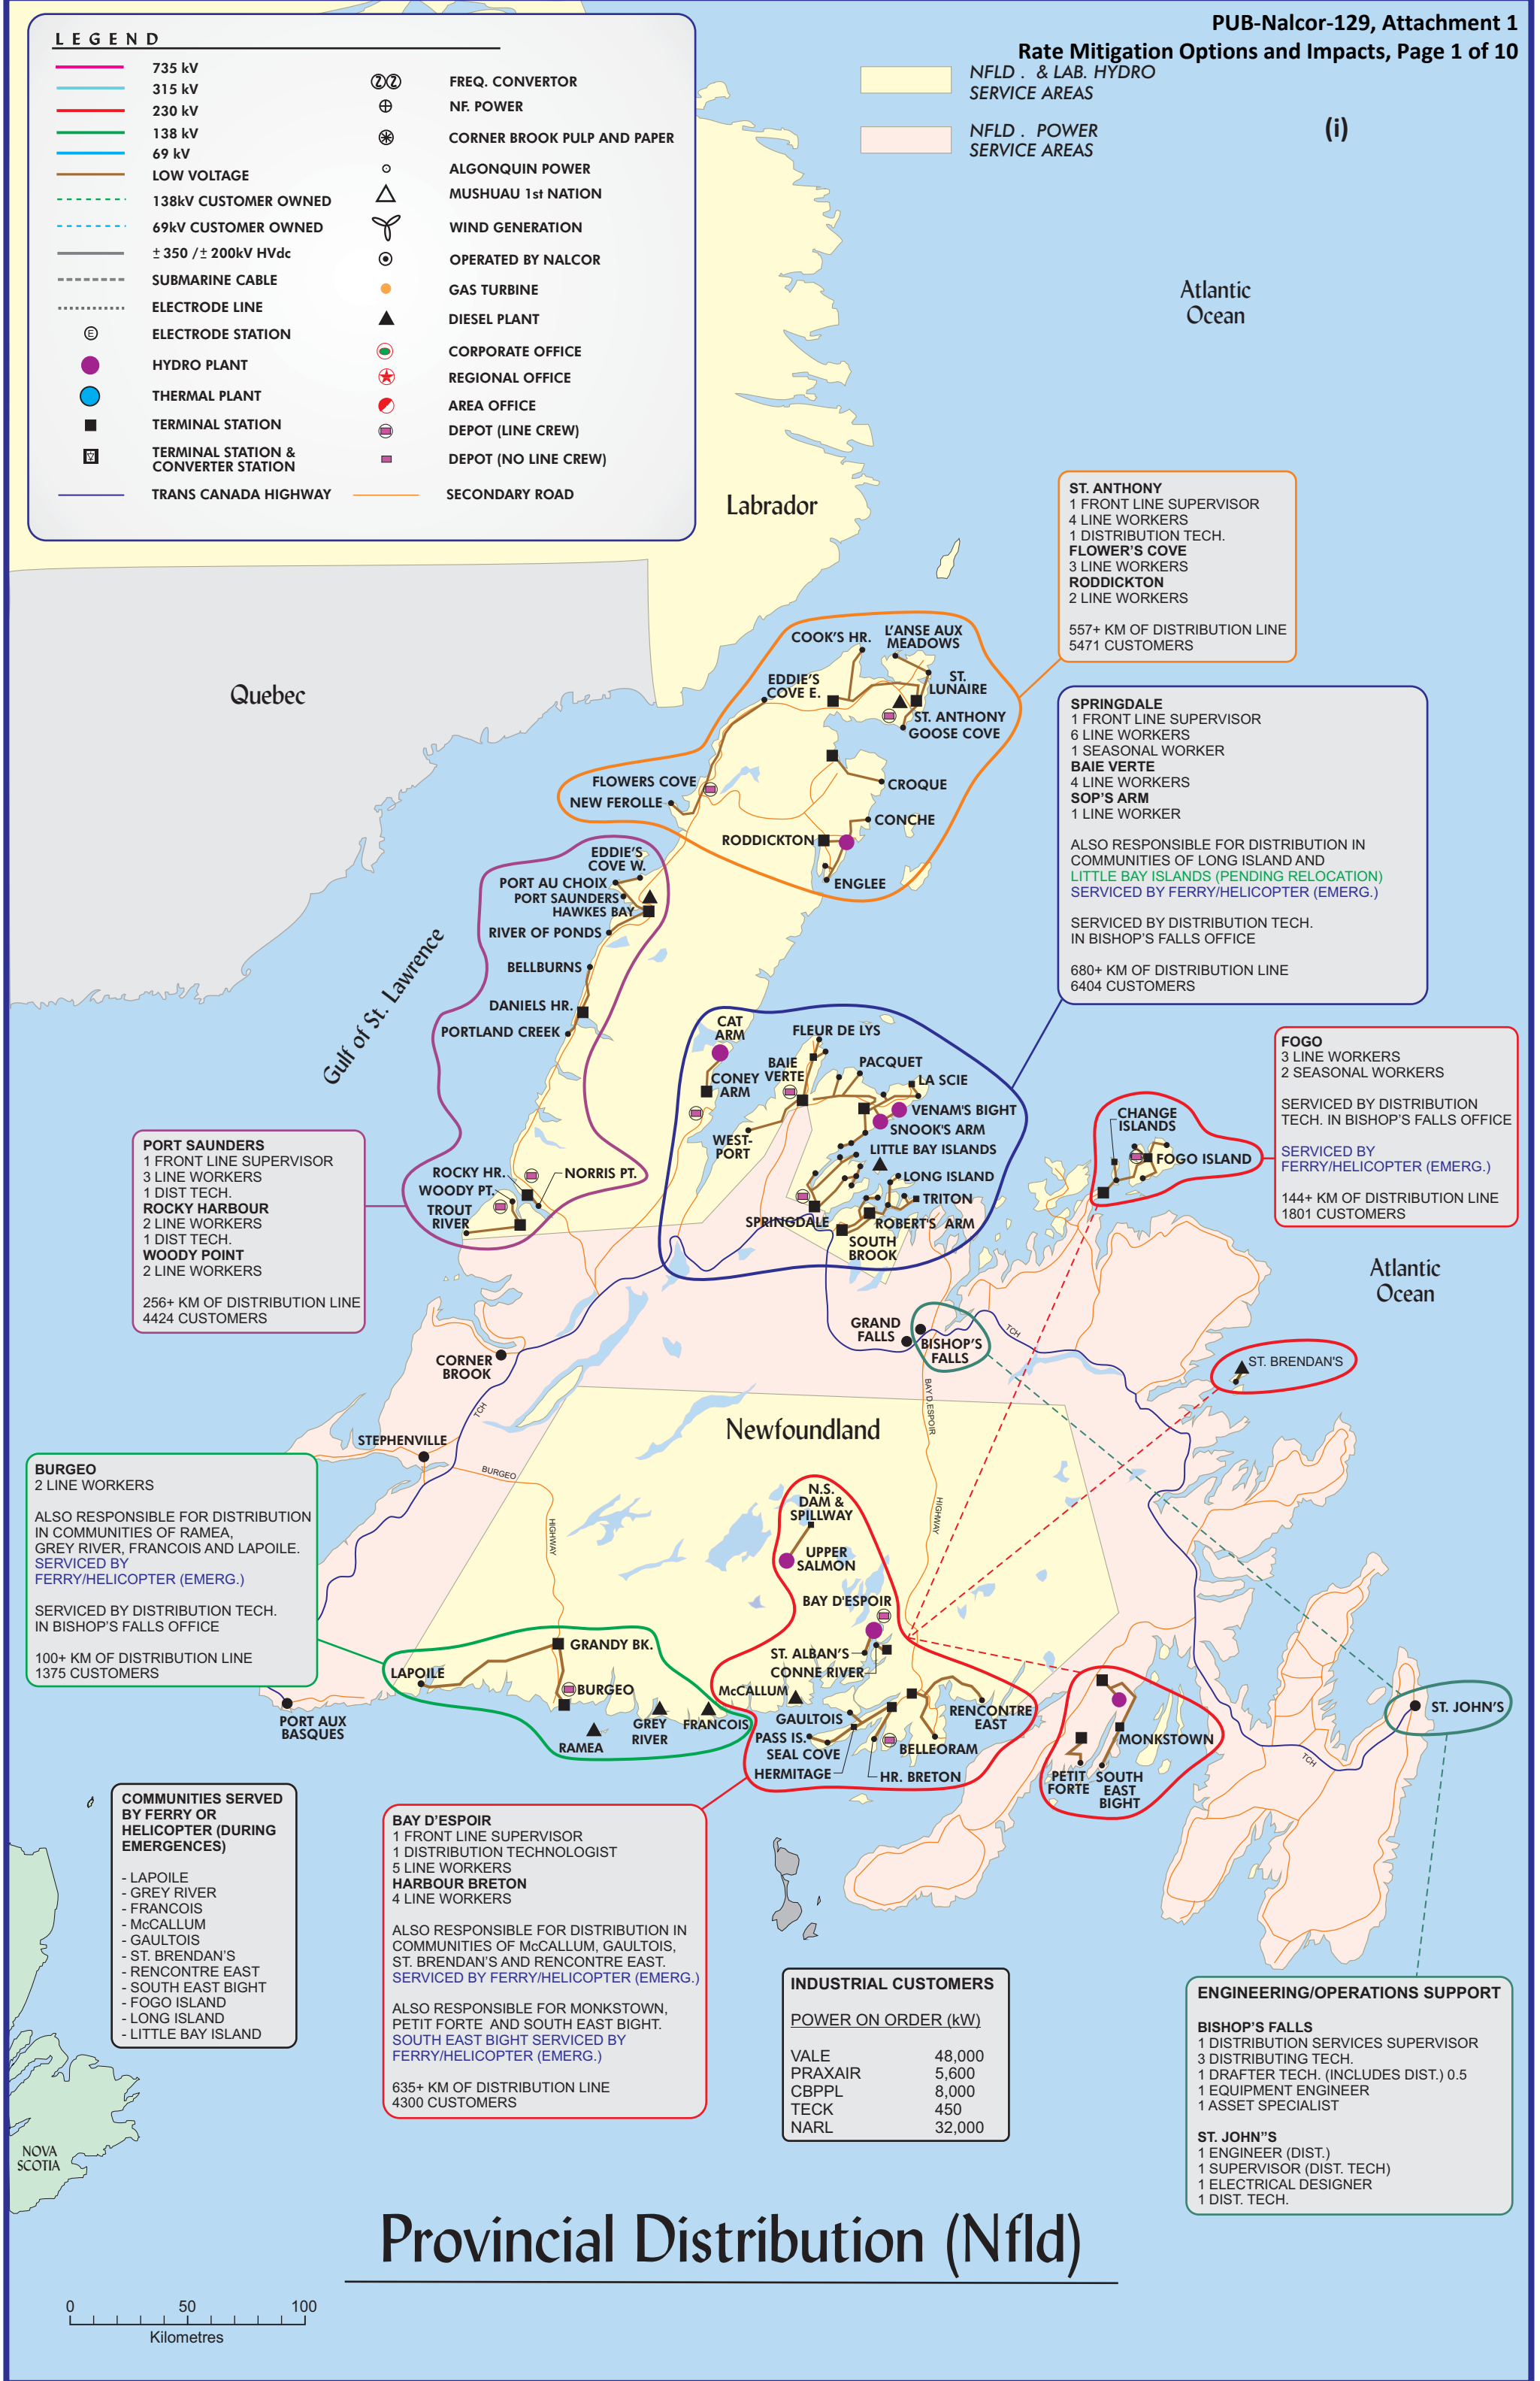 PUB-Nalcor-129, Attachment 1
Rate Mitigation Options and Impacts, Page 1 of 10
(i)
LEGEND
735 kV
315 kV
230 kV
138 kV
69 kV
LOW VOLTAGE
138kV CUSTOMER OWNED
69kV CUSTOMER OWNED
± 350 /± 200kV HVdc
SUBMARINE CABLE
ELECTRODE LINE
E
ELECTRODE STATION
HYDRO PLANT
THERMAL PLANT
TERMINAL STATION
TERMINAL STATION &
CONVERTER STATION
TRANS CANADA HIGHWAY
FREQ. CONVERTOR
NF. POWER
CORNER BROOK PULP AND PAPER
ALGONQUIN POWER
MUSHUAU 1st NATION
WIND GENERATION
OPERATED BY NALCOR
GAS TURBINE
DIESEL PLANT
CORPORATE OFFICE
REGIONAL OFFICE
AREA OFFICE
DEPOT (LINE CREW)
DEPOT (NO LINE CREW)
SECONDARY ROAD
NFLD . & LAB. HYDRO
SERVICE AREAS
NFLD . POWER
SERVICE AREAS
Atlantic
Ocean
Labrador
Quebec
ST. ANTHONY
1 FRONT LINE SUPERVISOR
4 LINE WORKERS
1 DISTRIBUTION TECH.
FLOWER'S COVE
3 LINE WORKERS
RODDICKTON
2 LINE WORKERS
557+ KM OF DISTRIBUTION LINE
5471 CUSTOMERS
COOK'S HR.
L'ANSE AUX
MEADOWS
EDDIE'S
COVE E.
ST.
LUNAIRE
ST. ANTHONY
GOOSE COVE
FLOWERS COVE
NEW FEROLLE
CROQUE
CONCHE
RODDICKTON
ENGLEE
SPRINGDALE
1 FRONT LINE SUPERVISOR
6 LINE WORKERS
1 SEASONAL WORKER
BAIE VERTE
4 LINE WORKERS
SOP'S ARM
1 LINE WORKER
ALSO RESPONSIBLE FOR DISTRIBUTION IN
COMMUNITIES OF LONG ISLAND AND
LITTLE BAY ISLANDS (PENDING RELOCATION)
SERVICED BY FERRY/HELICOPTER (EMERG.)
SERVICED BY DISTRIBUTION TECH.
IN BISHOP'S FALLS OFFICE
680+ KM OF DISTRIBUTION LINE
6404 CUSTOMERS
EDDIE'S
COVE W.
PORT AU CHOIX
PORT SAUNDERS
HAWKES BAY
RIVER OF PONDS
BELLBURNS
DANIELS HR.
PORTLAND CREEK
Gulf of St. Lawrence
ROCKY HR.
NORRIS PT.
WOODY PT.
TROUT
RIVER
CAT
ARM
CONEY
ARM
FLEUR DE LYS
BAIE
VERTE
PACQUET
LA SCIE
VENAM'S BIGHT
SNOOK'S ARM
WEST-
PORT
LITTLE BAY ISLANDS
LONG ISLAND
TRITON
SPRINGDALE
ROBERT'S ARM
SOUTH
BROOK
FOGO
3 LINE WORKERS
2 SEASONAL WORKERS
SERVICED BY DISTRIBUTION
TECH. IN BISHOP'S FALLS OFFICE
SERVICED BY
FERRY/HELICOPTER (EMERG.)
144+ KM OF DISTRIBUTION LINE
1801 CUSTOMERS
CHANGE
ISLANDS
FOGO ISLAND
PORT SAUNDERS
1 FRONT LINE SUPERVISOR
3 LINE WORKERS
1 DIST TECH.
ROCKY HARBOUR
2 LINE WORKERS
1 DIST TECH.
WOODY POINT
2 LINE WORKERS
256+ KM OF DISTRIBUTION LINE
4424 CUSTOMERS
Atlantic
Ocean
GRAND
FALLS
BISHOP'S
FALLS
TCH
CORNER
BROOK
TCH
ST. BRENDAN'S
BAY D.ESPOIR
HIGHWAY
Newfoundland
STEPHENVILLE
BURGEO
HIGHWAY
BURGEO
2 LINE WORKERS
ALSO RESPONSIBLE FOR DISTRIBUTION
IN COMMUNITIES OF RAMEA,
GREY RIVER, FRANCOIS AND LAPOILE.
SERVICED BY
FERRY/HELICOPTER (EMERG.)
SERVICED BY DISTRIBUTION TECH.
IN BISHOP'S FALLS OFFICE
100+ KM OF DISTRIBUTION LINE
1375 CUSTOMERS
N.S.
DAM &
SPILLWAY
UPPER
SALMON
BAY D'ESPOIR
ST. ALBAN'S
CONNE RIVER
McCALLUM
GAULTOIS
PASS IS.
SEAL COVE
HERMITAGE
HR. BRETON
BELLEORAM
RENCONTRE
EAST
GRANDY BK.
LAPOILE
BURGEO
RAMEA
GREY
RIVER
FRANCOIS
PORT AUX
BASQUES
MONKSTOWN
PETIT
FORTE
SOUTH
EAST
BIGHT
ST. JOHN'S
TCH
COMMUNITIES SERVED
BY FERRY OR
HELICOPTER (DURING
EMERGENCES)
- LAPOILE
- GREY RIVER
- FRANCOIS
- McCALLUM
- GAULTOIS
- ST. BRENDAN'S
- RENCONTRE EAST
- SOUTH EAST BIGHT
- FOGO ISLAND
- LONG ISLAND
- LITTLE BAY ISLAND
BAY D'ESPOIR
1 FRONT LINE SUPERVISOR
1 DISTRIBUTION TECHNOLOGIST
5 LINE WORKERS
HARBOUR BRETON
4 LINE WORKERS
ALSO RESPONSIBLE FOR DISTRIBUTION IN
COMMUNITIES OF McCALLUM, GAULTOIS,
ST. BRENDAN'S AND RENCONTRE EAST.
SERVICED BY FERRY/HELICOPTER (EMERG.)
ALSO RESPONSIBLE FOR MONKSTOWN,
PETIT FORTE AND SOUTH EAST BIGHT.
SOUTH EAST BIGHT SERVICED BY
FERRY/HELICOPTER (EMERG.)
635+ KM OF DISTRIBUTION LINE
4300 CUSTOMERS
INDUSTRIAL CUSTOMERS
POWER ON ORDER (kW)
VALE 48,000
PRAXAIR 5,600
CBPPL 8,000
TECK 450
NARL 32,000
ENGINEERING/OPERATIONS SUPPORT
BISHOP'S FALLS
1 DISTRIBUTION SERVICES SUPERVISOR
3 DISTRIBUTING TECH.
1 DRAFTER TECH. (INCLUDES DIST.) 0.5
1 EQUIPMENT ENGINEER
1 ASSET SPECIALIST
ST. JOHN"S
1 ENGINEER (DIST.)
1 SUPERVISOR (DIST. TECH)
1 ELECTRICAL DESIGNER
1 DIST. TECH.
NOVA
SCOTIA
Provincial Distribution (Nfld)
0 50 100
Kilometres